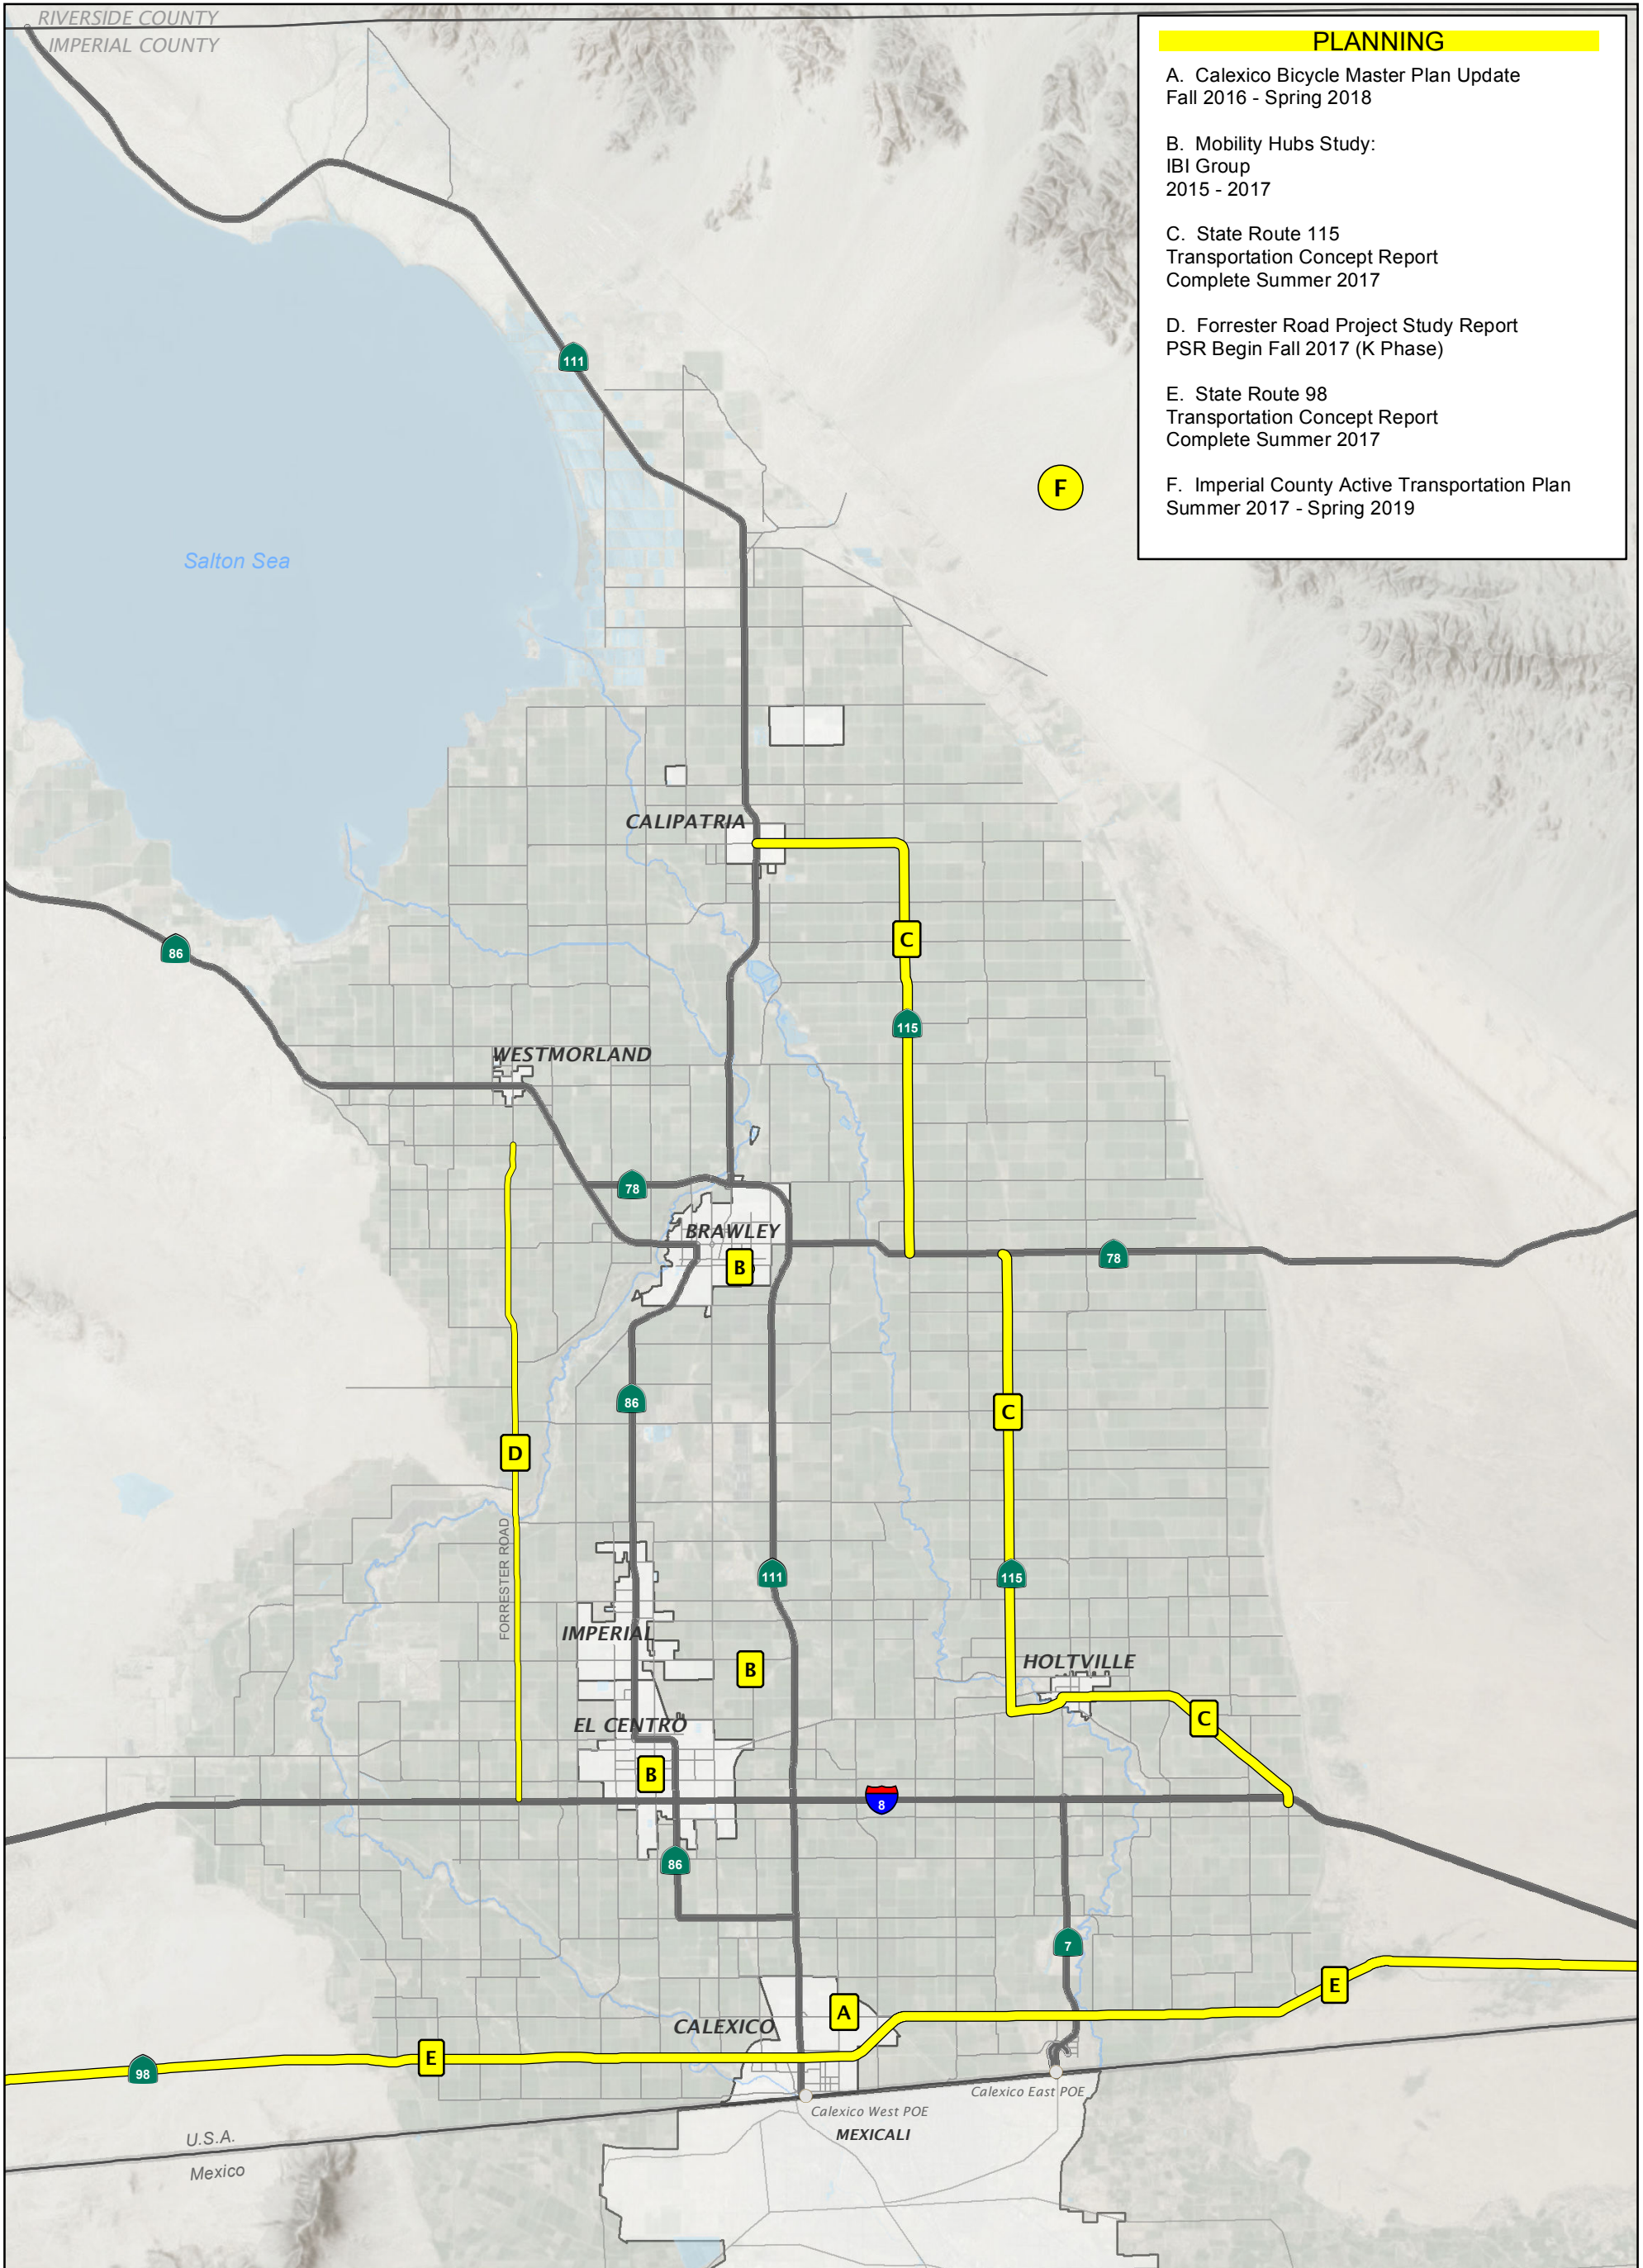 RIVERSIDE COUNTY
IMPERIAL COUNTY
PLANNING
A. Calexico Bicycle Master Plan Update
Fall 2016 - Spring 2018
B. Mobility Hubs Study:
IBI Group
2015 - 2017
C. State Route 115
Transportation Concept Report
Complete Summer 2017
D. Forrester Road Project Study Report
PSR Begin Fall 2017 (K Phase)
E. State Route 98
Transportation Concept Report
Complete Summer 2017
F. Imperial County Active Transportation Plan
Summer 2017 - Spring 2019
111
F
Salton Sea
CALIPATRIA
C
86
115
WESTMORLAND
78
BRAWLEY
B
78
86
C
D
FORRESTER ROAD
111
115
IMPERIAL
B
HOLTVILLE
EL CENTRO
C
B
8
86
7
E
A
CALEXICO
E
98
Calexico East POE
Calexico West POE
MEXICALI
U.S.A.
Mexico